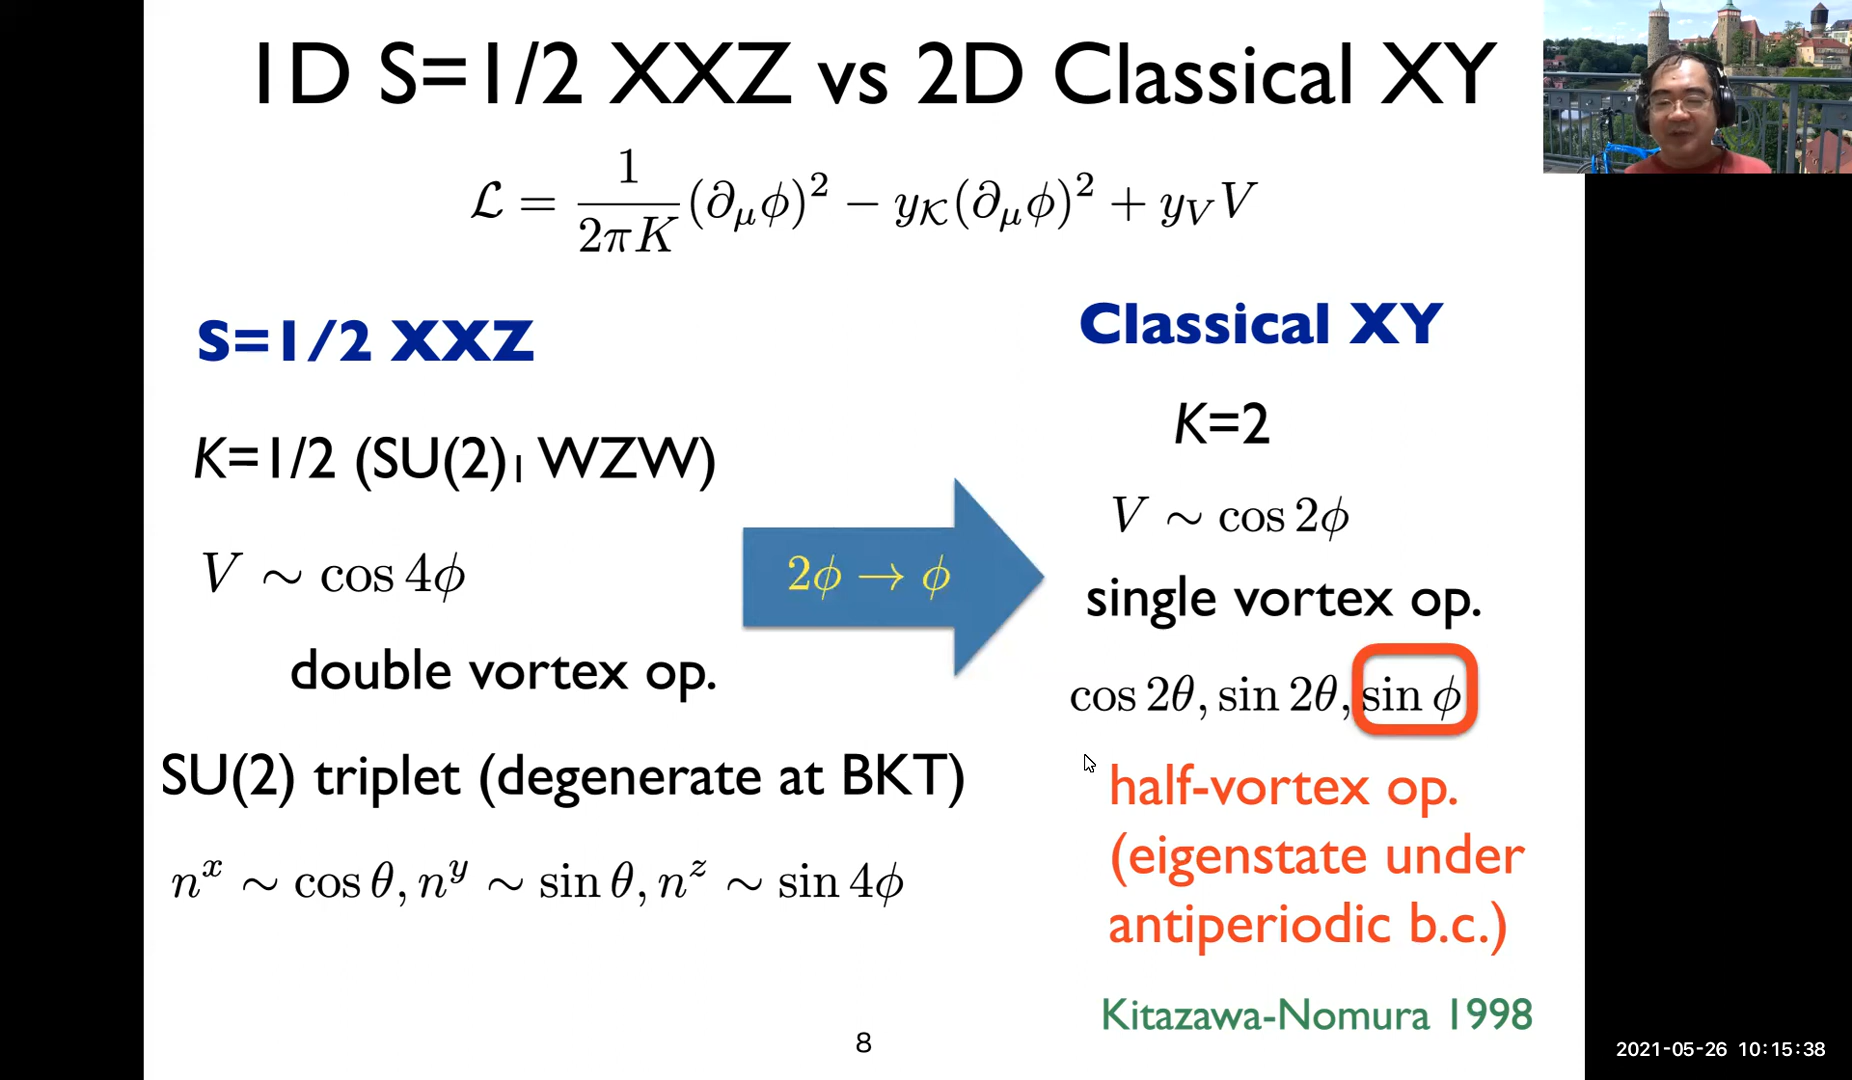 1D S=1/2 XXZ vs 2D Classical XY
ℒ = 1/(2πK) (∂_μφ)² − y_𝒦(∂_μφ)² + y_V V
S=1/2 XXZ
K=1/2 (SU(2)₁ WZW)
V ∼ cos 4φ
double vortex op.
SU(2) triplet (degenerate at BKT)
nˣ ∼ cos θ, nʸ ∼ sin θ, nᶻ ∼ sin 4φ
2φ → φ
Classical XY
K=2
V ∼ cos 2φ
single vortex op.
cos 2θ, sin 2θ, sin φ
half-vortex op.
(eigenstate under
antiperiodic b.c.)
Kitazawa-Nomura 1998
8
2021-05-26 10:15:38